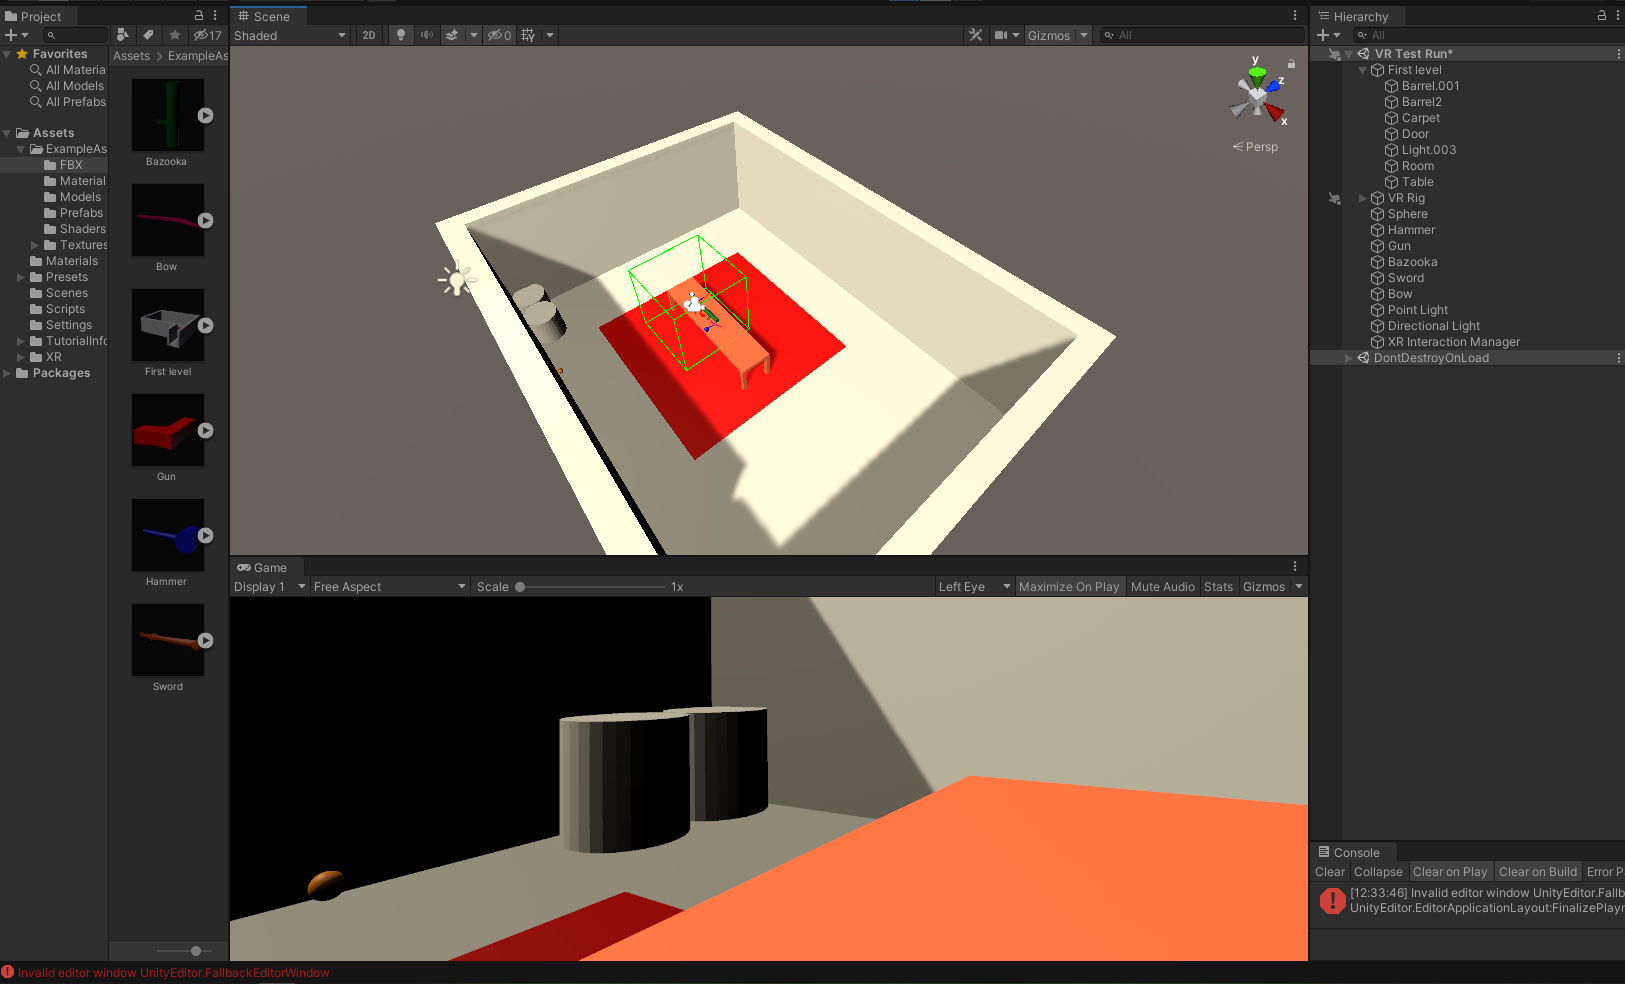 Project
17
Favorites
All Materia
All Models
All Prefabs
Assets
ExampleAs
FBX
Material
Models
Prefabs
Shaders
Textures
Materials
Presets
Scenes
Scripts
Settings
TutorialInfo
XR
Packages
Assets > ExampleAs
Bazooka
Bow
First level
Gun
Hammer
Sword
Scene
Shaded 2D 0 Gizmos All
y
z
x
Persp
Game
Display 1 Free Aspect Scale 1x Left Eye Maximize On Play Mute Audio Stats Gizmos
Hierarchy
All
VR Test Run*
First level
Barrel.001
Barrel2
Carpet
Door
Light.003
Room
Table
VR Rig
Sphere
Hammer
Gun
Bazooka
Sword
Bow
Point Light
Directional Light
XR Interaction Manager
DontDestroyOnLoad
Console
Clear Collapse Clear on Play Clear on Build Error P
[12:33:46] Invalid editor window UnityEditor.Fallb
UnityEditor.EditorApplicationLayout:FinalizePlayn
Invalid editor window UnityEditor.FallbackEditorWindow